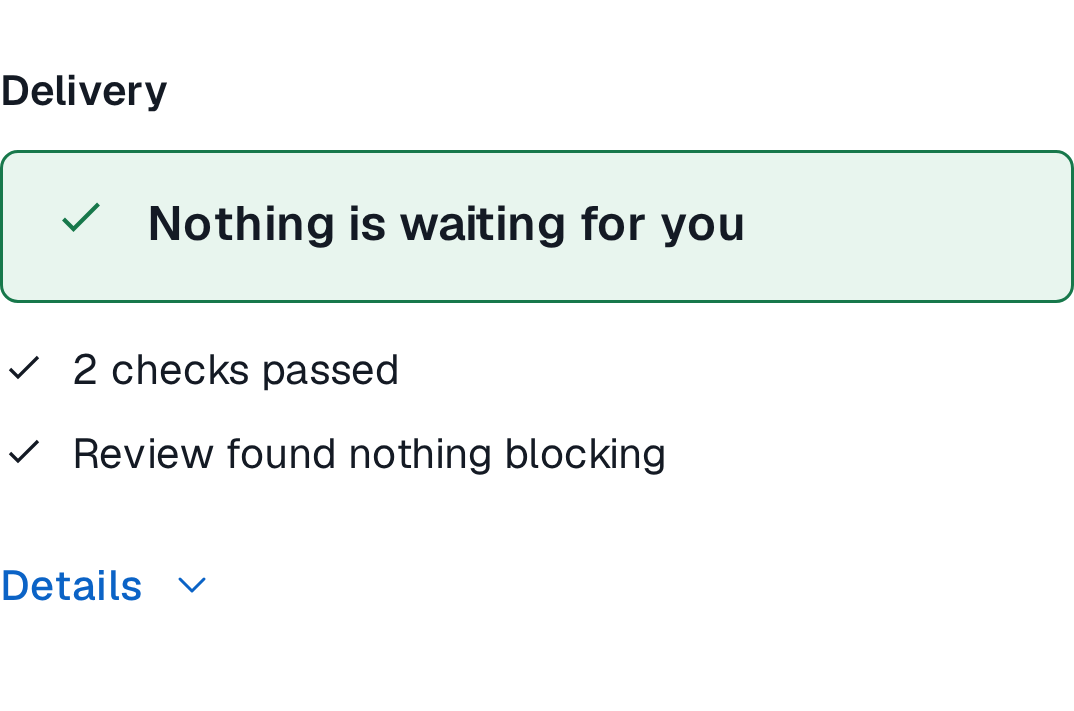 Delivery
Nothing is waiting for you
2 checks passed
Review found nothing blocking
Details